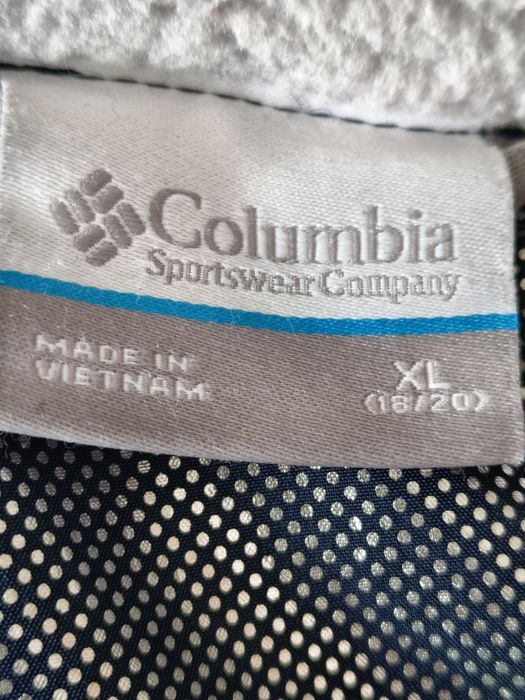 Columbia
Sportswear Company
MADE IN
VIETNAM
XL
(18/20)